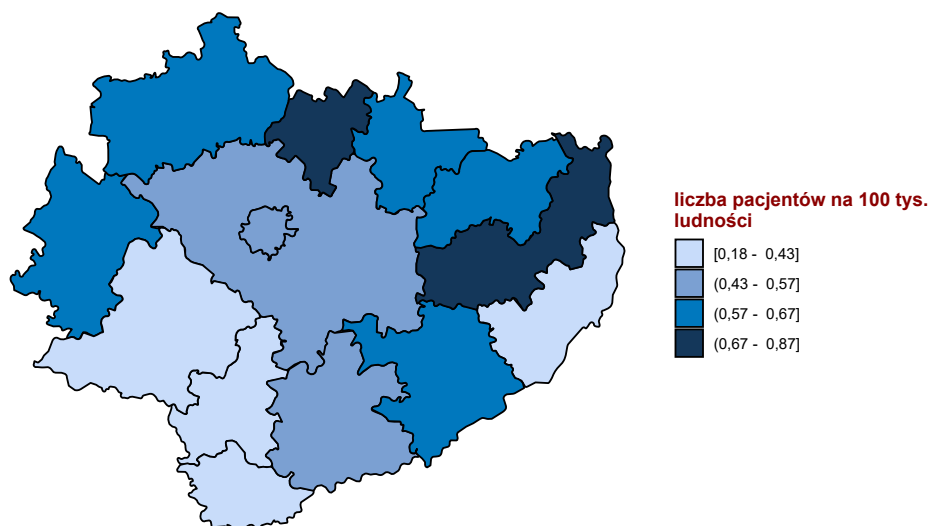 liczba pacjentów na 100 tys.
ludności
[0,18 - 0,43]
(0,43 - 0,57]
(0,57 - 0,67]
(0,67 - 0,87]